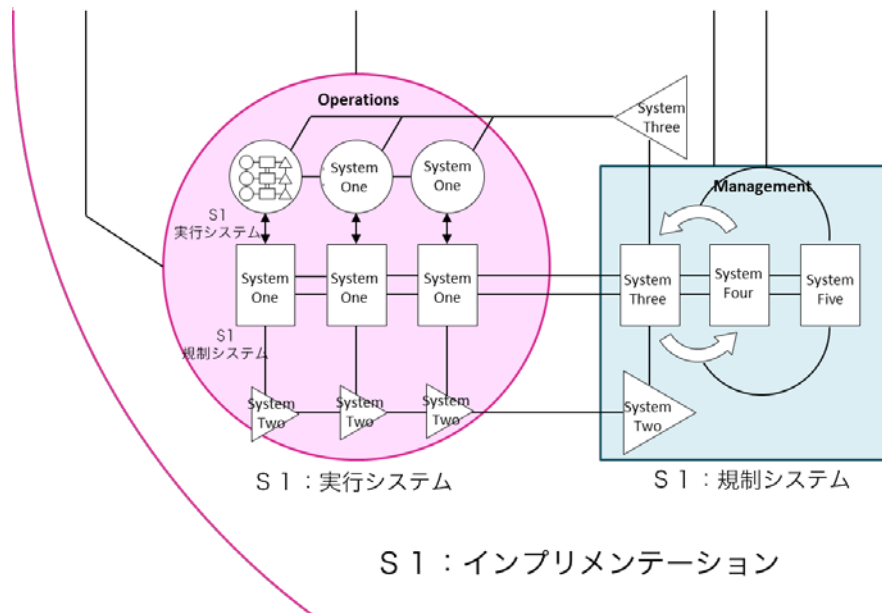 Operations
System
Three
System
One
System
One
S1
実行システム
Management
System
One
System
One
System
One
System
Three
System
Four
System
Five
S1
規制システム
System
Two
System
Two
System
Two
System
Two
S１：実行システム
S１：規制システム
S１：インプリメンテーション